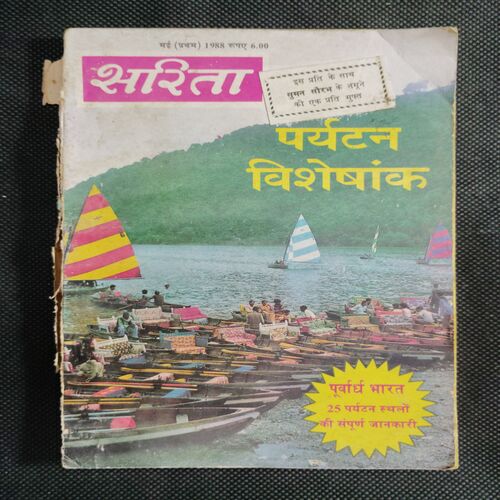 मई (प्रथम) 1988 रुपए 6.00
सरिता
इस प्रति के साथ
सुमन सौरभ के नमूने
की एक प्रति मुफ्त
पर्यटन
विशेषांक
पूर्वार्ध भारत
25 पर्यटन स्थलों
की संपूर्ण जानकारी